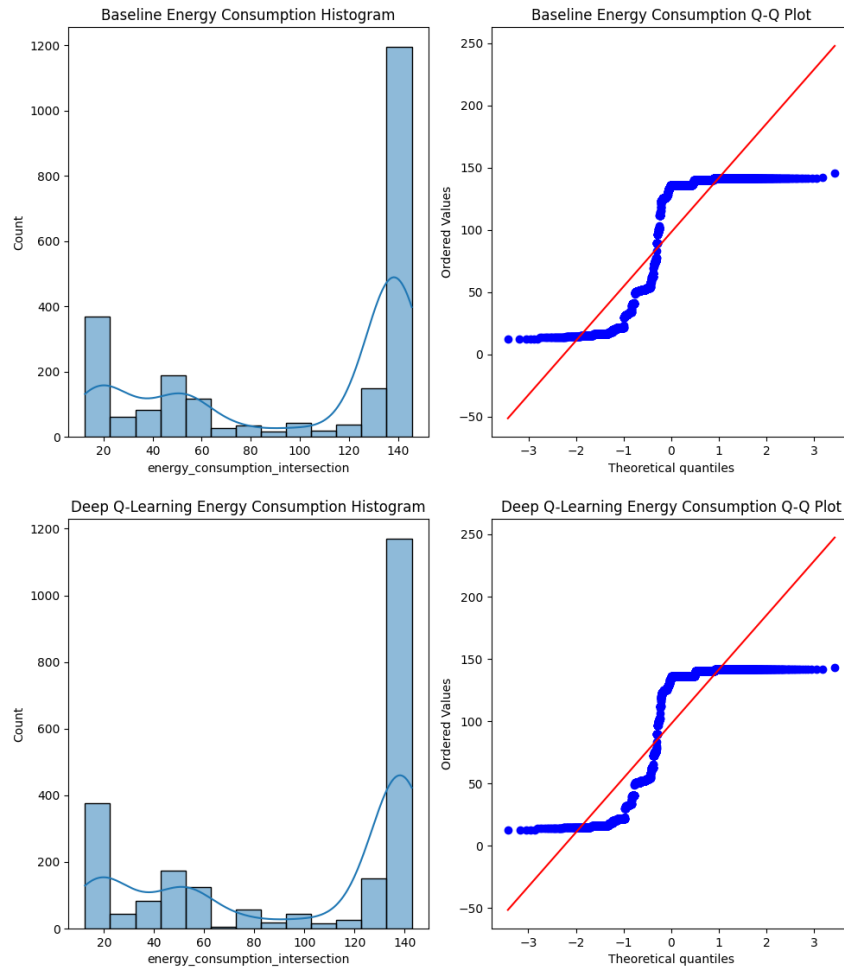 Baseline Energy Consumption Histogram
1200
1000
800
600
400
200
0
Count
20 40 60 80 100 120 140
energy_consumption_intersection
Baseline Energy Consumption Q-Q Plot
250
200
150
100
50
0
−50
Ordered Values
−3 −2 −1 0 1 2 3
Theoretical quantiles
Deep Q-Learning Energy Consumption Histogram
1200
1000
800
600
400
200
0
Count
20 40 60 80 100 120 140
energy_consumption_intersection
Deep Q-Learning Energy Consumption Q-Q Plot
250
200
150
100
50
0
−50
Ordered Values
−3 −2 −1 0 1 2 3
Theoretical quantiles